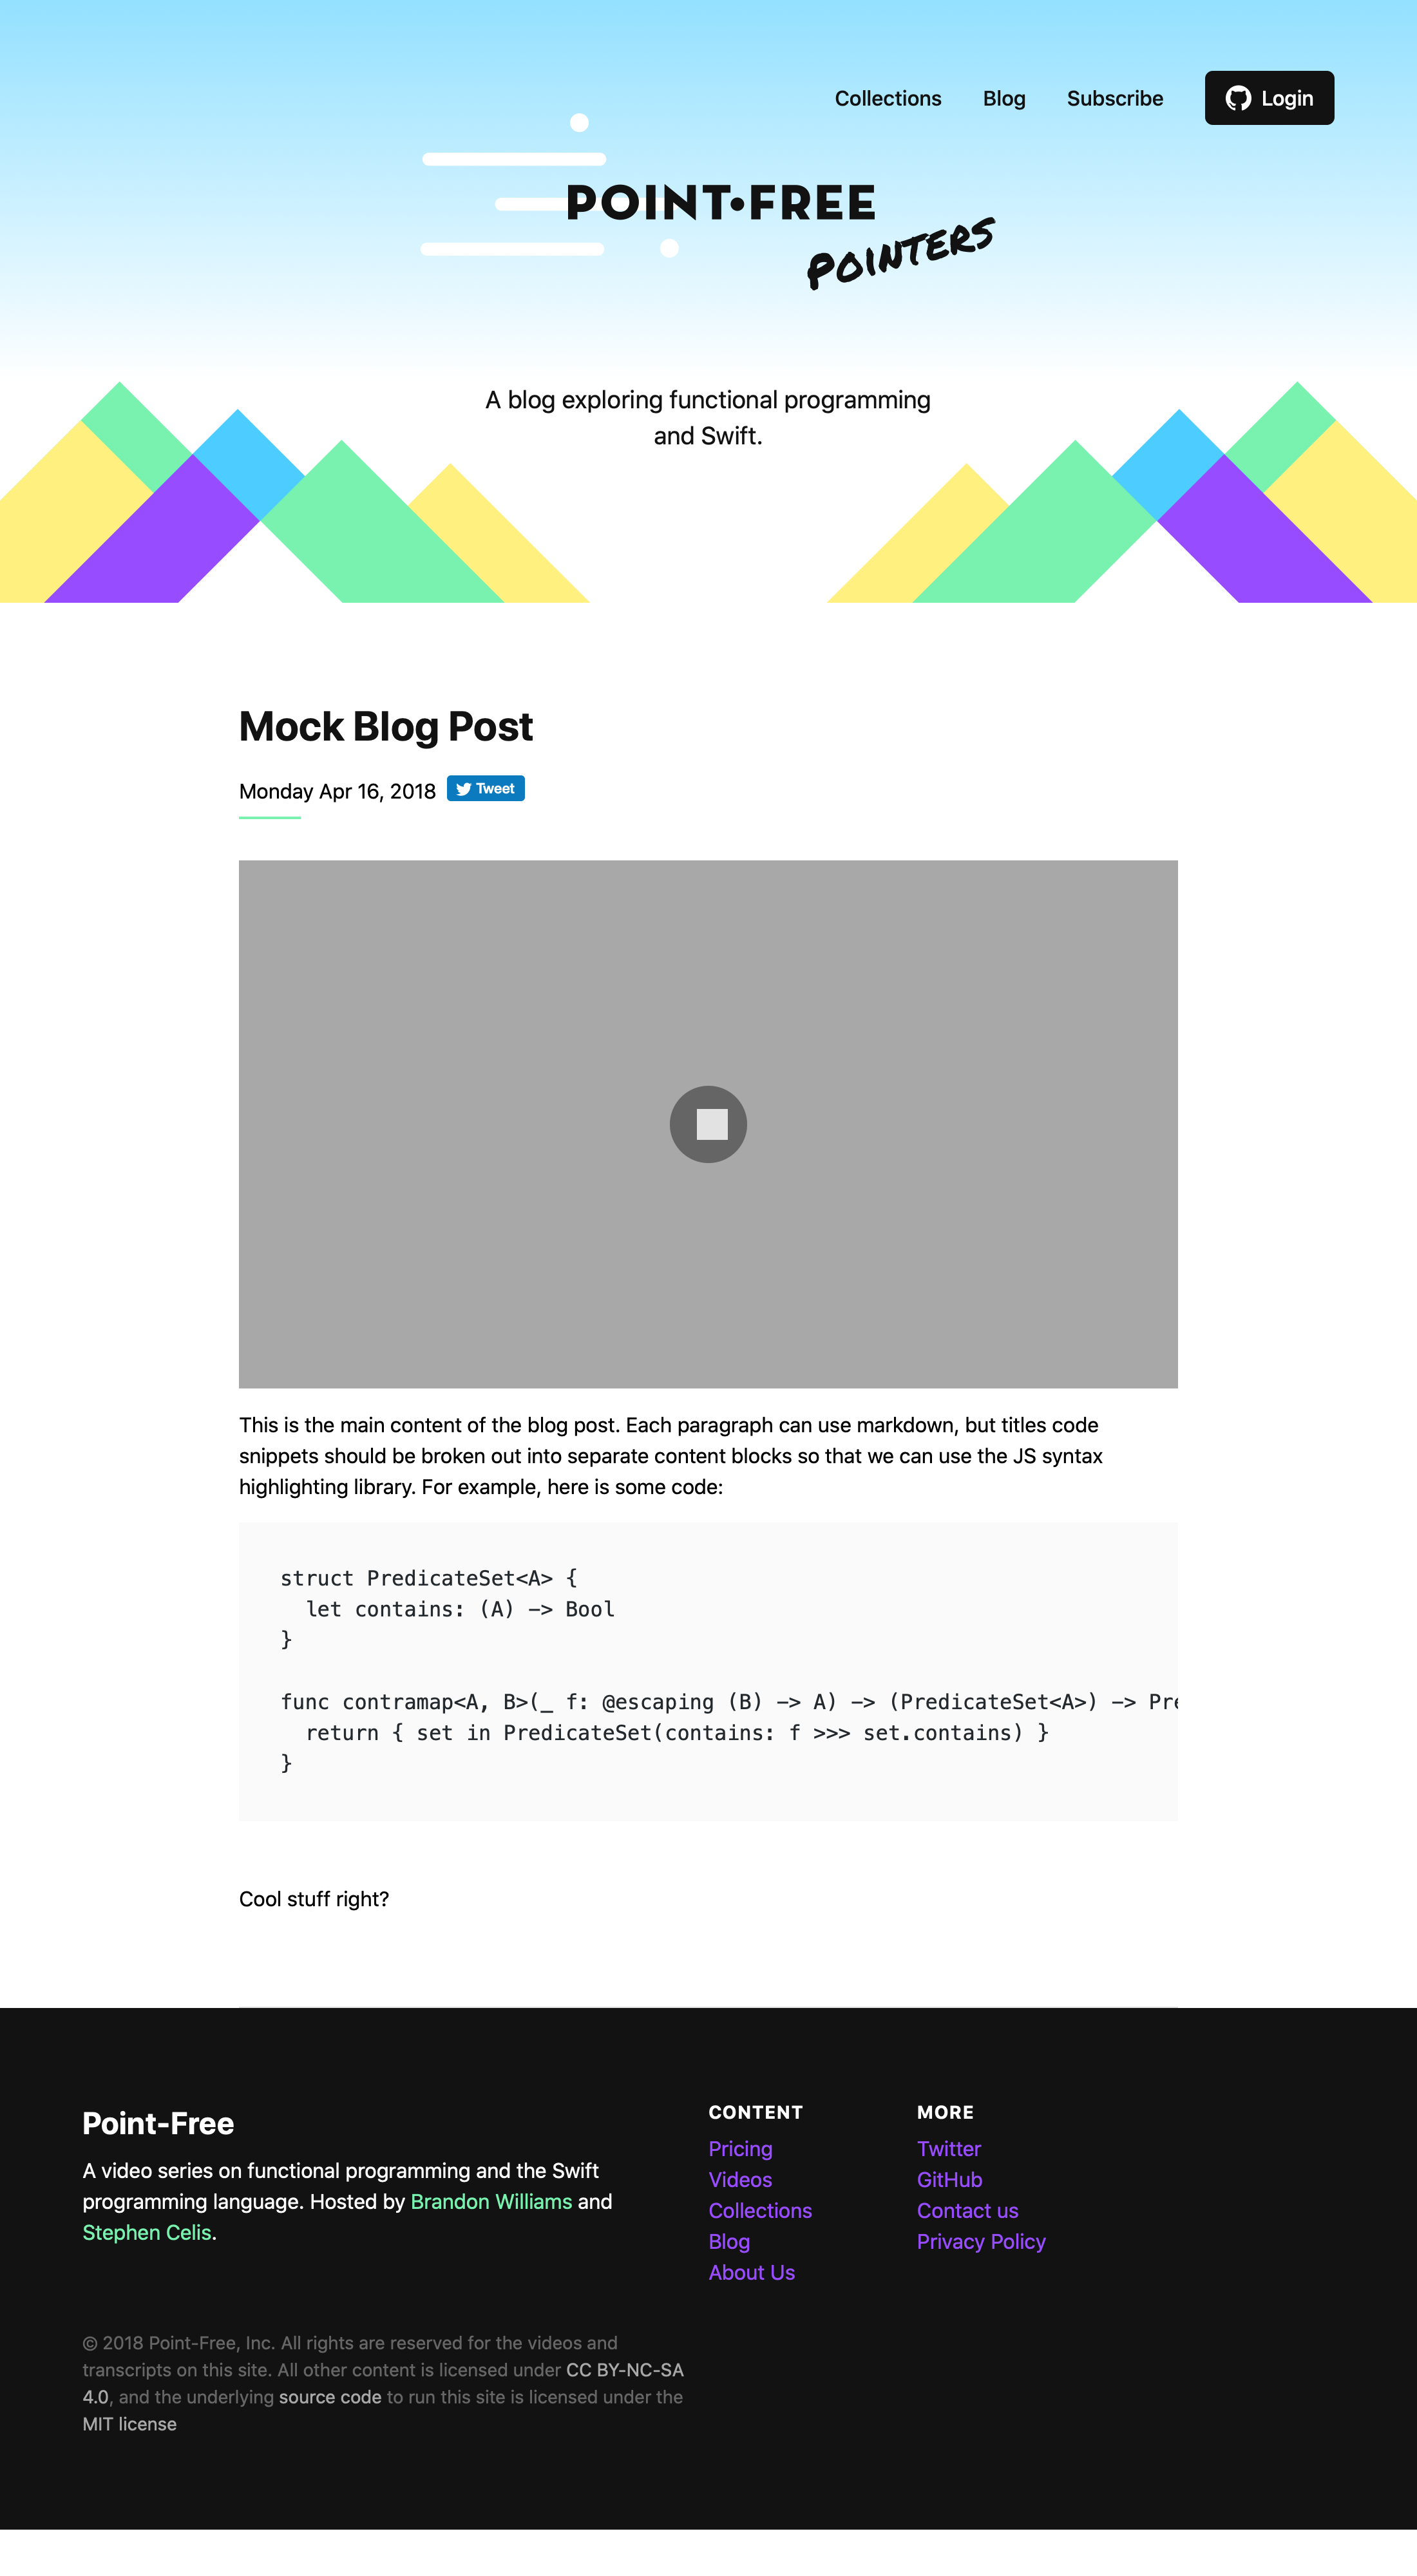 Collections Blog Subscribe Login
POINT•FREE
POINTERS
A blog exploring functional programming
and Swift.
Mock Blog Post
Monday Apr 16, 2018 Tweet
This is the main content of the blog post. Each paragraph can use markdown, but titles code
snippets should be broken out into separate content blocks so that we can use the JS syntax
highlighting library. For example, here is some code:
struct PredicateSet<A> {
  let contains: (A) -> Bool
}
func contramap<A, B>(_ f: @escaping (B) -> A) -> (PredicateSet<A>) -> Pre
  return { set in PredicateSet(contains: f >>> set.contains) }
}
Cool stuff right?
Point-Free
A video series on functional programming and the Swift
programming language. Hosted by Brandon Williams and
Stephen Celis.
CONTENT
Pricing
Videos
Collections
Blog
About Us
MORE
Twitter
GitHub
Contact us
Privacy Policy
© 2018 Point-Free, Inc. All rights are reserved for the videos and
transcripts on this site. All other content is licensed under CC BY-NC-SA
4.0, and the underlying source code to run this site is licensed under the
MIT license